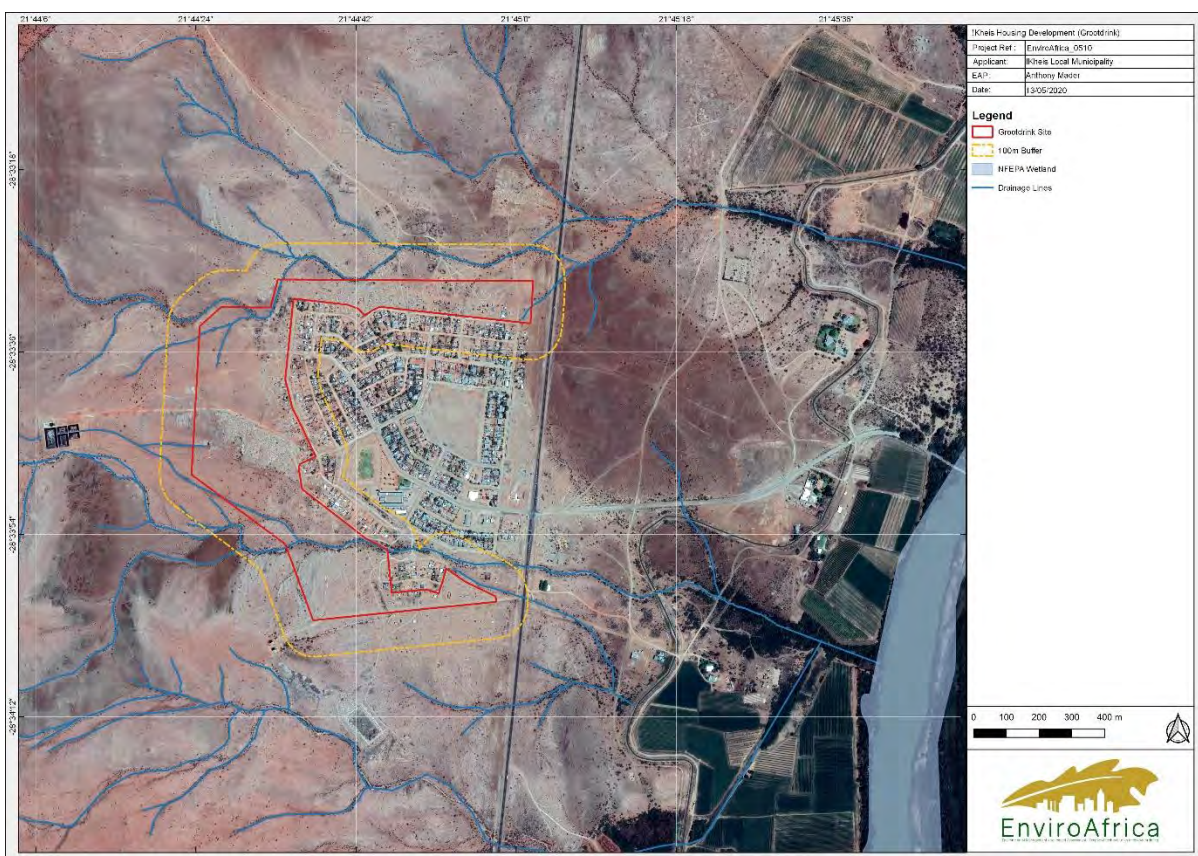 21°44'6" 21°44'24" 21°44'42" 21°45'0" 21°45'18" 21°45'36"
-28°33'18"
-28°33'36"
-28°33'54"
-28°34'12"
!Kheis Housing Development (Grootdrink)
Project Ref : EnviroAfrica_0510
Applicant: !Kheis Local Municipality
EAP: Anthony Mader
Date: 13/05/2020
Legend
Grootdrink Site
100m Buffer
NFEPA Wetland
Drainage Lines
0 100 200 300 400 m
EnviroAfrica